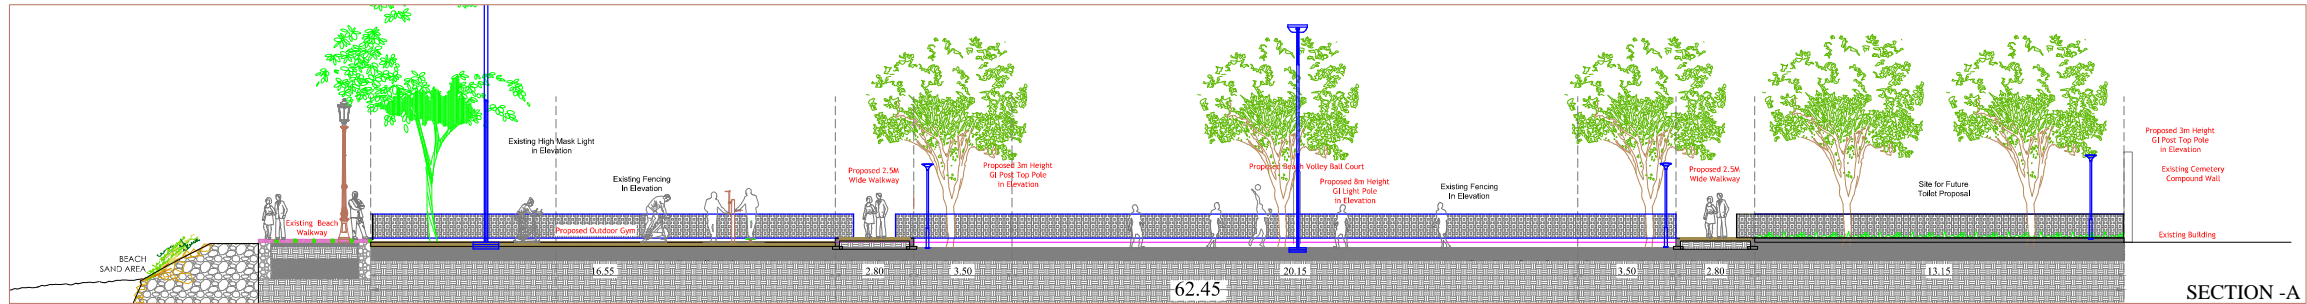 Existing High Mask Light
in Elevation
Existing Fencing
In Elevation
Existing Beach
Walkway
Proposed Outdoor Gym
BEACH
SAND AREA
Proposed 2.5M
Wide Walkway
Proposed 3m Height
GI Post Top Pole
in Elevation
Proposed Beach Volley Ball Court
Proposed 8m Height
GI Light Pole
in Elevation
Existing Fencing
In Elevation
Proposed 2.5M
Wide Walkway
Site for Future
Toilet Proposal
Proposed 3m Height
GI Post Top Pole
in Elevation
Existing Cemetery
Compound Wall
Existing Building
16.55
2.80
3.50
20.15
3.50
2.80
13.15
62.45
SECTION -A